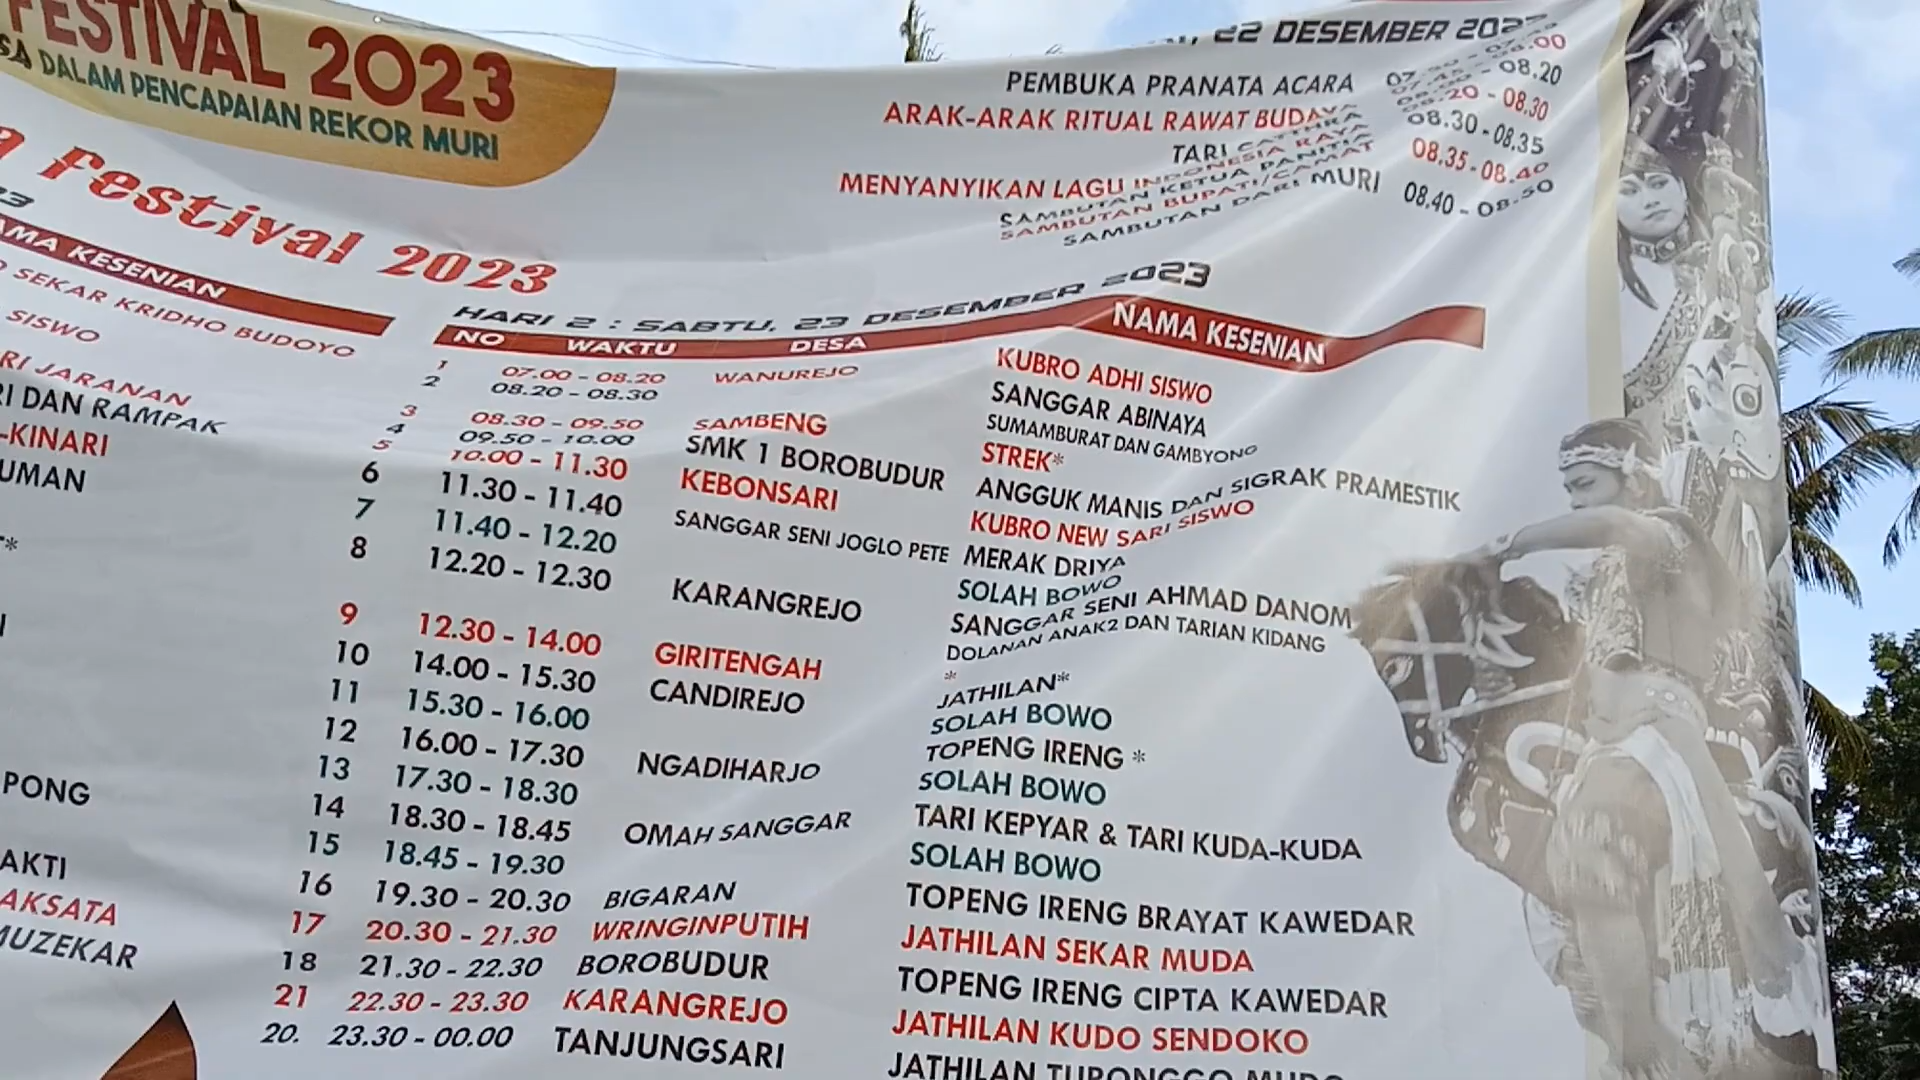 FESTIVAL 2023
DALAM PENCAPAIAN REKOR MURI
Festival 2023
KESENIAN
SEKAR KRIDHO BUDOYO
SISWO
JARANAN
DAN RAMPAK
-KINARI
PONG
MUZEKAR
22 DESEMBER
PEMBUKA PRANATA ACARA
ARAK-ARAK RITUAL RAWAT BUDAYA
TARI
MENYANYIKAN LAGU INDONESIA RAYA
SAMBUTAN KETUA PANITIA
SAMBUTAN BUPATI/CAMAT
SAMBUTAN DARI MURI
08.30 - 08.35
08.35 - 08.40
08.40 - 08.50
HARI 2 : SABTU, 23 DESEMBER 2023
NO WAKTU DESA NAMA KESENIAN
1 07.00 - 08.20 WANUREJO KUBRO ADHI SISWO
2 08.20 - 08.30 SANGGAR ABINAYA
SUMAMBURAT DAN GAMBYONG
3 08.30 - 09.50 SAMBENG STREK*
4 09.50 - 10.00 SMK 1 BOROBUDUR ANGGUK MANIS DAN SIGRAK PRAMESTIK
5 10.00 - 11.30 KEBONSARI KUBRO NEW SARI SISWO
6 11.30 - 11.40 SANGGAR SENI JOGLO PETE MERAK DRIYA
7 11.40 - 12.20 SOLAH BOWO
8 12.20 - 12.30 KARANGREJO SANGGAR SENI AHMAD DANOM
DOLANAN ANAK2 DAN TARIAN KIDANG
9 12.30 - 14.00 GIRITENGAH *
10 14.00 - 15.30 CANDIREJO JATHILAN*
11 15.30 - 16.00 SOLAH BOWO
12 16.00 - 17.30 NGADIHARJO TOPENG IRENG *
13 17.30 - 18.30 SOLAH BOWO
14 18.30 - 18.45 OMAH SANGGAR TARI KEPYAR & TARI KUDA-KUDA
15 18.45 - 19.30 SOLAH BOWO
16 19.30 - 20.30 BIGARAN TOPENG IRENG BRAYAT KAWEDAR
17 20.30 - 21.30 WRINGINPUTIH JATHILAN SEKAR MUDA
18 21.30 - 22.30 BOROBUDUR TOPENG IRENG CIPTA KAWEDAR
21 22.30 - 23.30 KARANGREJO JATHILAN KUDO SENDOKO
20. 23.30 - 00.00 TANJUNGSARI JATHILAN TURONGGO MUDO